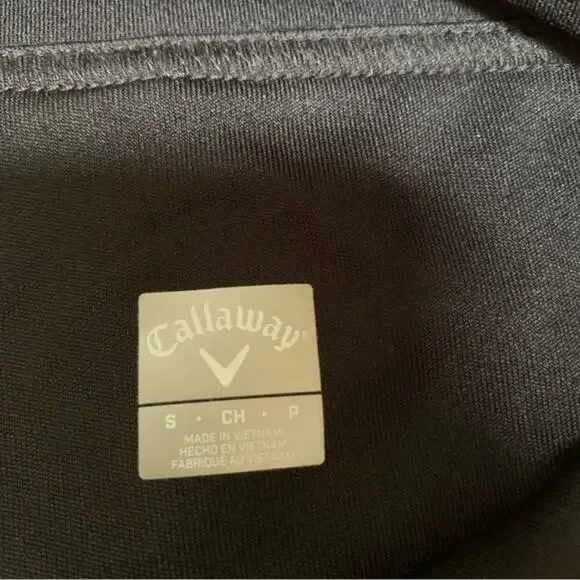 Callaway®
S · CH · P
MADE IN VIETNAM
HECHO EN VIETNAM
FABRIQUÉ AU VIETNAM